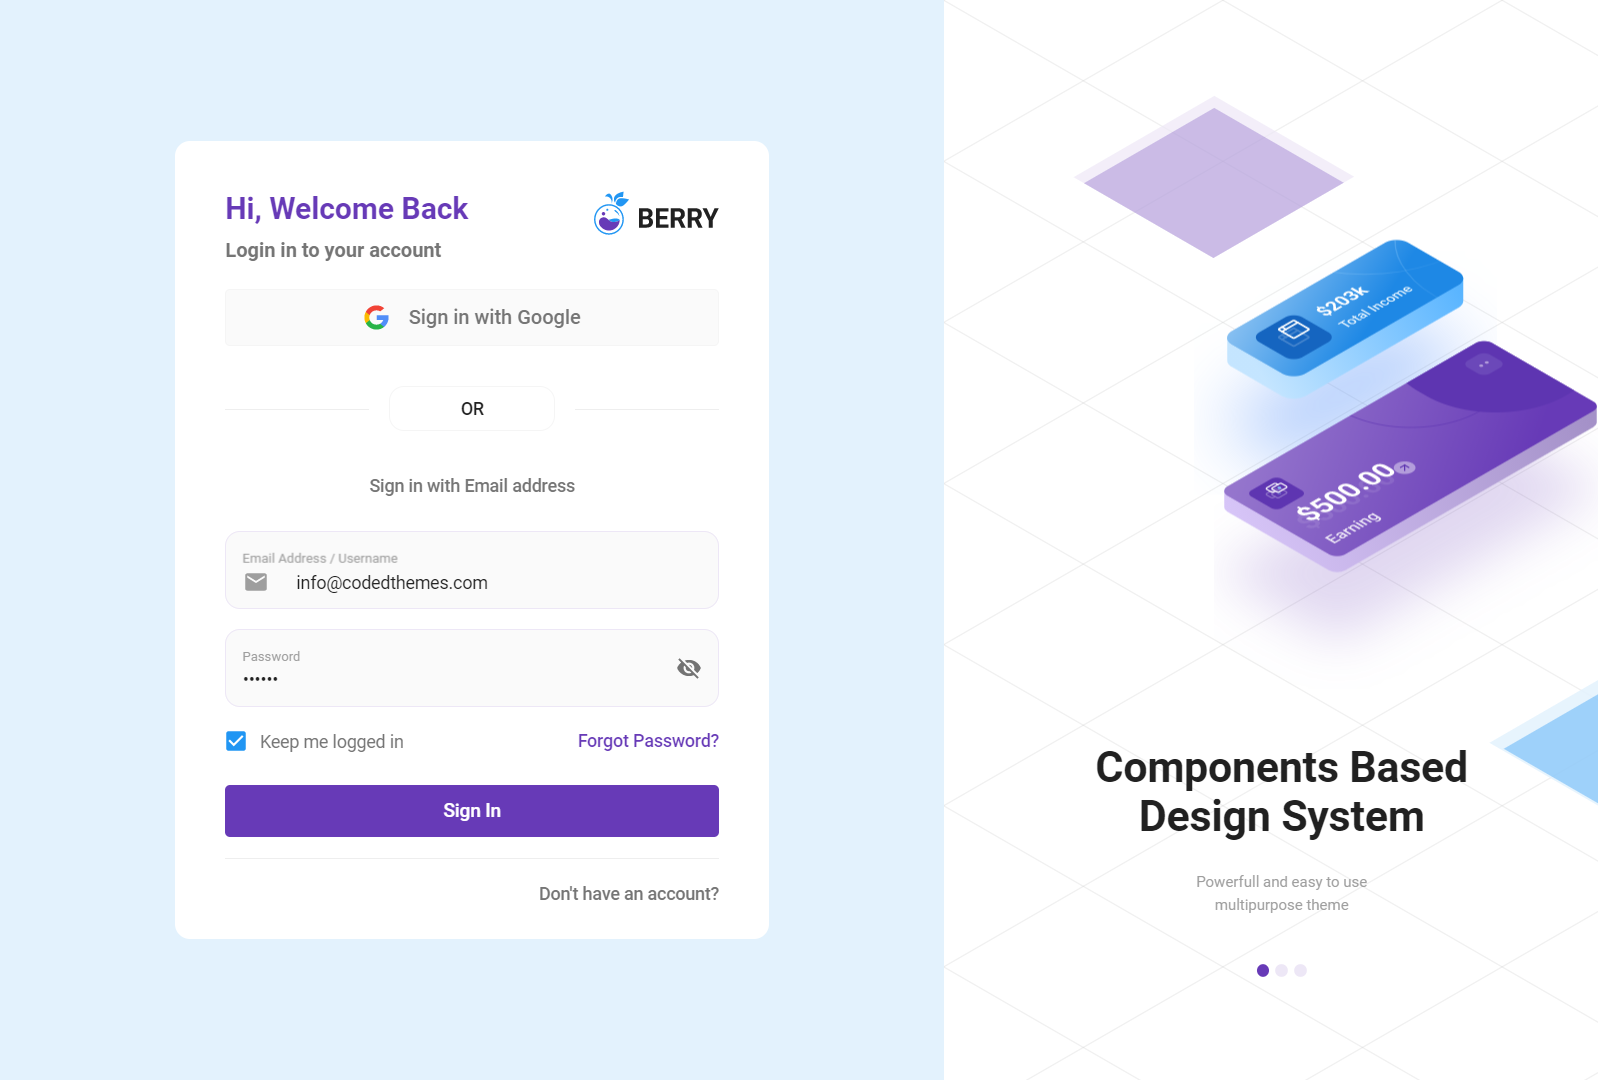 Hi, Welcome Back
BERRY
Login in to your account
Sign in with Google
OR
Sign in with Email address
Email Address / Username
info@codedthemes.com
Password
••••••
Keep me logged in
Forgot Password?
Sign In
Don't have an account?
$203k
Total Income
$500.00
Earning
Components Based
Design System
Powerfull and easy to use
multipurpose theme